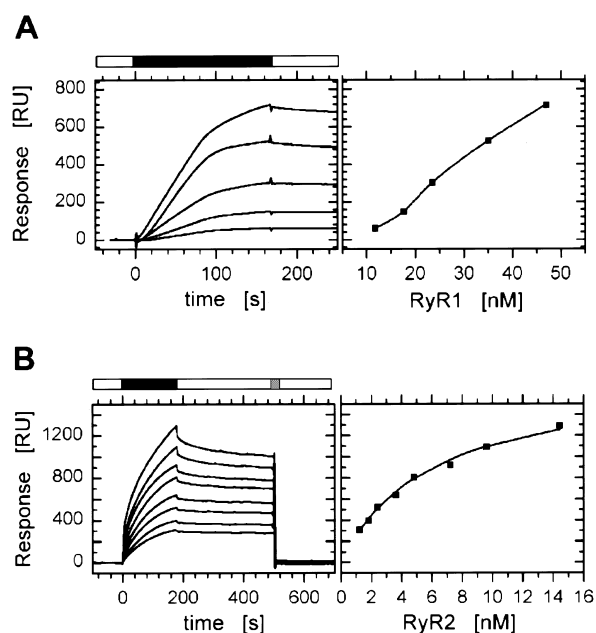 A
Response [RU]
800
600
400
200
0
0 100 200
time [s]
10 20 30 40 50
RyR1 [nM]
B
Response [RU]
1200
800
400
0
0 200 400 600
time [s]
0 2 4 6 8 10 12 14 16
RyR2 [nM]